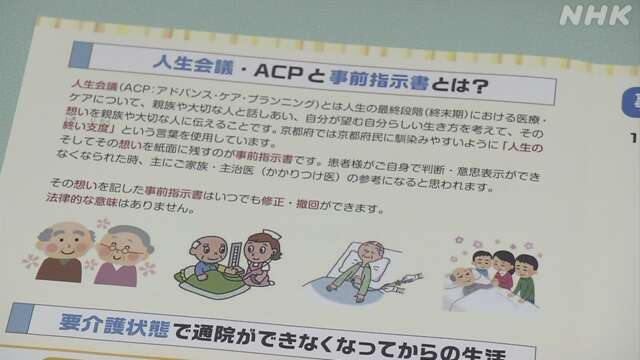 NHK
人生会議・ACPと事前指示書とは?
人生会議(ACP:アドバンス・ケア・プランニング)とは人生の最終段階(終末期)における医療・
ケアについて、親族や大切な人と話しあい、自分が望む自分らしい生き方を考えて、その
想いを親族や大切な人に伝えることです。京都府では京都府民に馴染みやすいように「人生の
終い支度」という言葉を使用しています。
そしてその想いを紙面に残すのが事前指示書です。患者様がご自身で判断・意思表示ができ
なくなられた時、主にご家族・主治医(かかりつけ医)の参考になると思われます。
その想いを記した事前指示書はいつでも修正・撤回ができます。
法律的な意味はありません。
要介護状態で通院ができなくなってからの生活
1